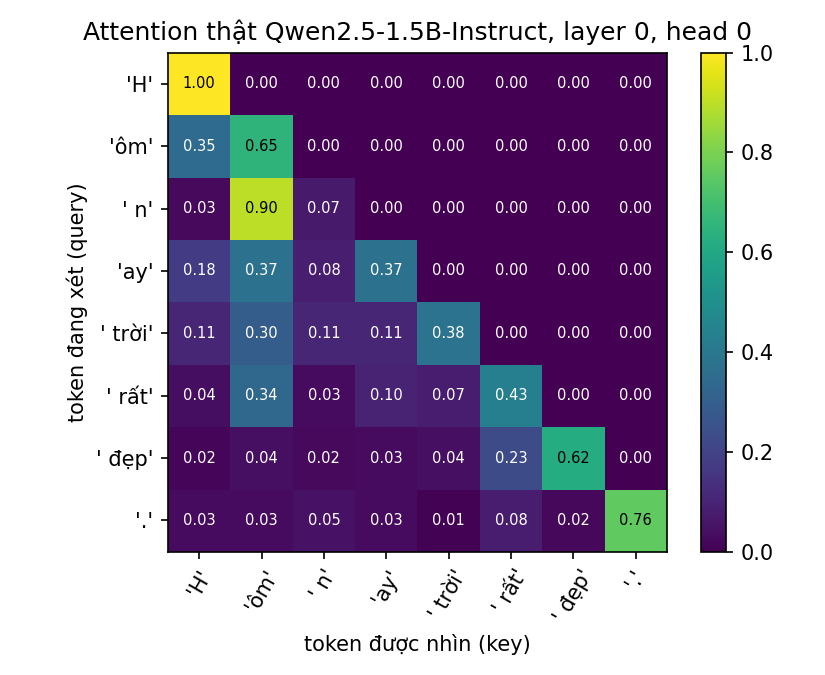 Attention thật Qwen2.5-1.5B-Instruct, layer 0, head 0
'H' 1.00 0.00 0.00 0.00 0.00 0.00 0.00 0.00
'ôm' 0.35 0.65 0.00 0.00 0.00 0.00 0.00 0.00
' n' 0.03 0.90 0.07 0.00 0.00 0.00 0.00 0.00
'ay' 0.18 0.37 0.08 0.37 0.00 0.00 0.00 0.00
' trời' 0.11 0.30 0.11 0.11 0.38 0.00 0.00 0.00
' rất' 0.04 0.34 0.03 0.10 0.07 0.43 0.00 0.00
' đẹp' 0.02 0.04 0.02 0.03 0.04 0.23 0.62 0.00
'.' 0.03 0.03 0.05 0.03 0.01 0.08 0.02 0.76
'H' 'ôm' ' n' 'ay' ' trời' ' rất' ' đẹp' '.'
token được nhìn (key)
token đang xét (query)
1.0
0.8
0.6
0.4
0.2
0.0